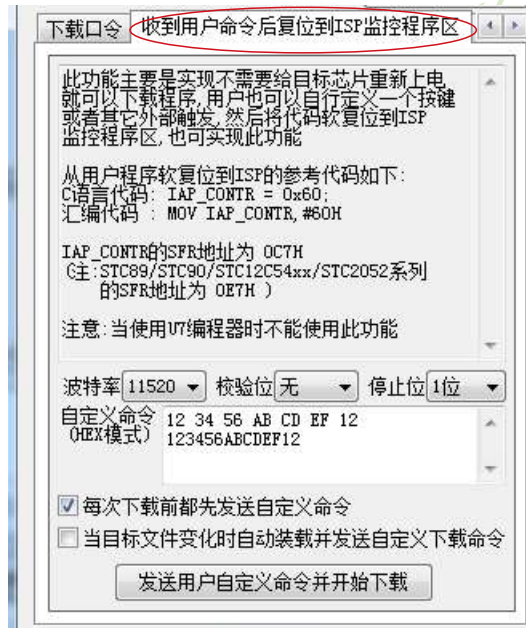 下载口令 收到用户命令后复位到ISP监控程序区
此功能主要是实现不需要给目标芯片重新上电,
就可以下载程序,用户也可以自行定义一个按键
或者其它外部触发,然后将代码软复位到ISP
监控程序区,也可实现此功能
从用户程序软复位到ISP的参考代码如下:
C语言代码: IAP_CONTR = 0x60;
汇编代码 : MOV IAP_CONTR,#60H
IAP_CONTR的SFR地址为 0C7H
(注:STC89/STC90/STC12C54xx/STC2052系列
的SFR地址为 0E7H )
注意:当使用U7编程器时不能使用此功能
波特率 11520 校验位 无 停止位 1位
自定义命令 12 34 56 AB CD EF 12
(HEX模式) 123456ABCDEF12
每次下载前都先发送自定义命令
当目标文件变化时自动装载并发送自定义下载命令
发送用户自定义命令并开始下载